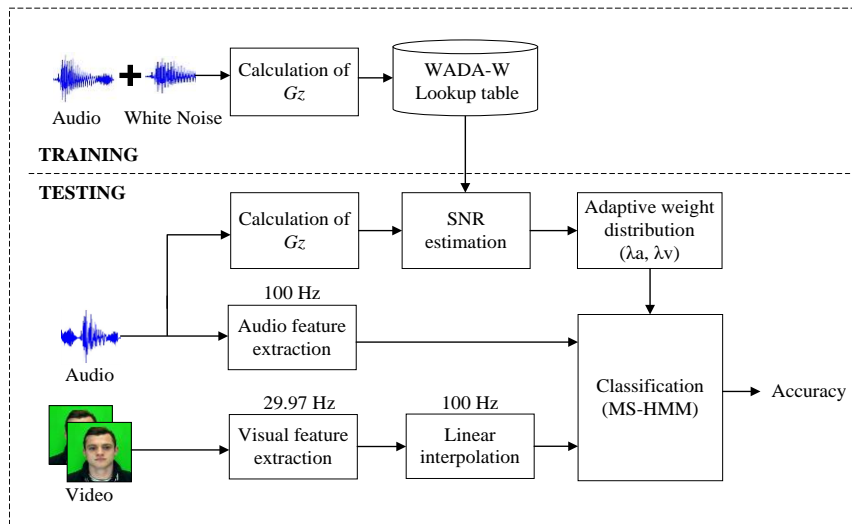 Calculation of
Gz
WADA-W
Lookup table
Audio
White Noise
TRAINING
TESTING
Calculation of
Gz
SNR
estimation
Adaptive weight
distribution
(λa, λv)
100 Hz
Audio feature
extraction
Audio
Classification
(MS-HMM)
Accuracy
29.97 Hz
100 Hz
Visual feature
extraction
Linear
interpolation
Video